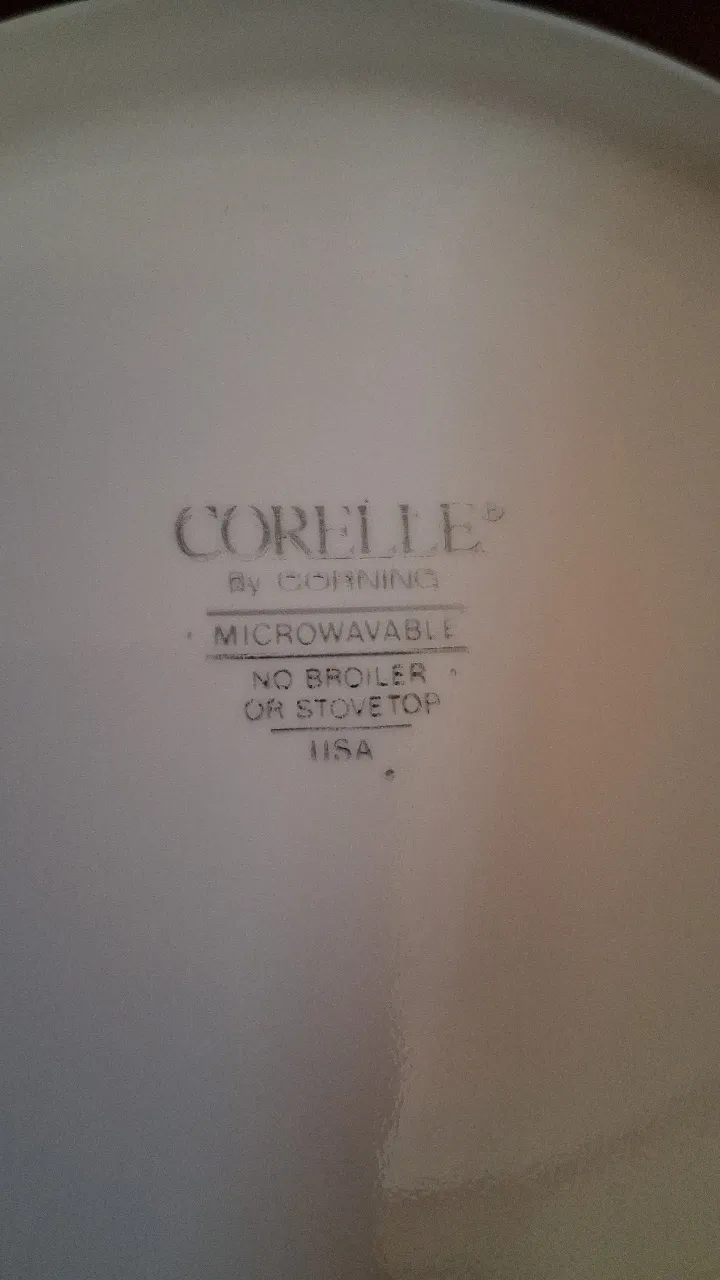 CORELLE®
By CORNING
MICROWAVABLE
NO BROILER
OR STOVETOP
USA